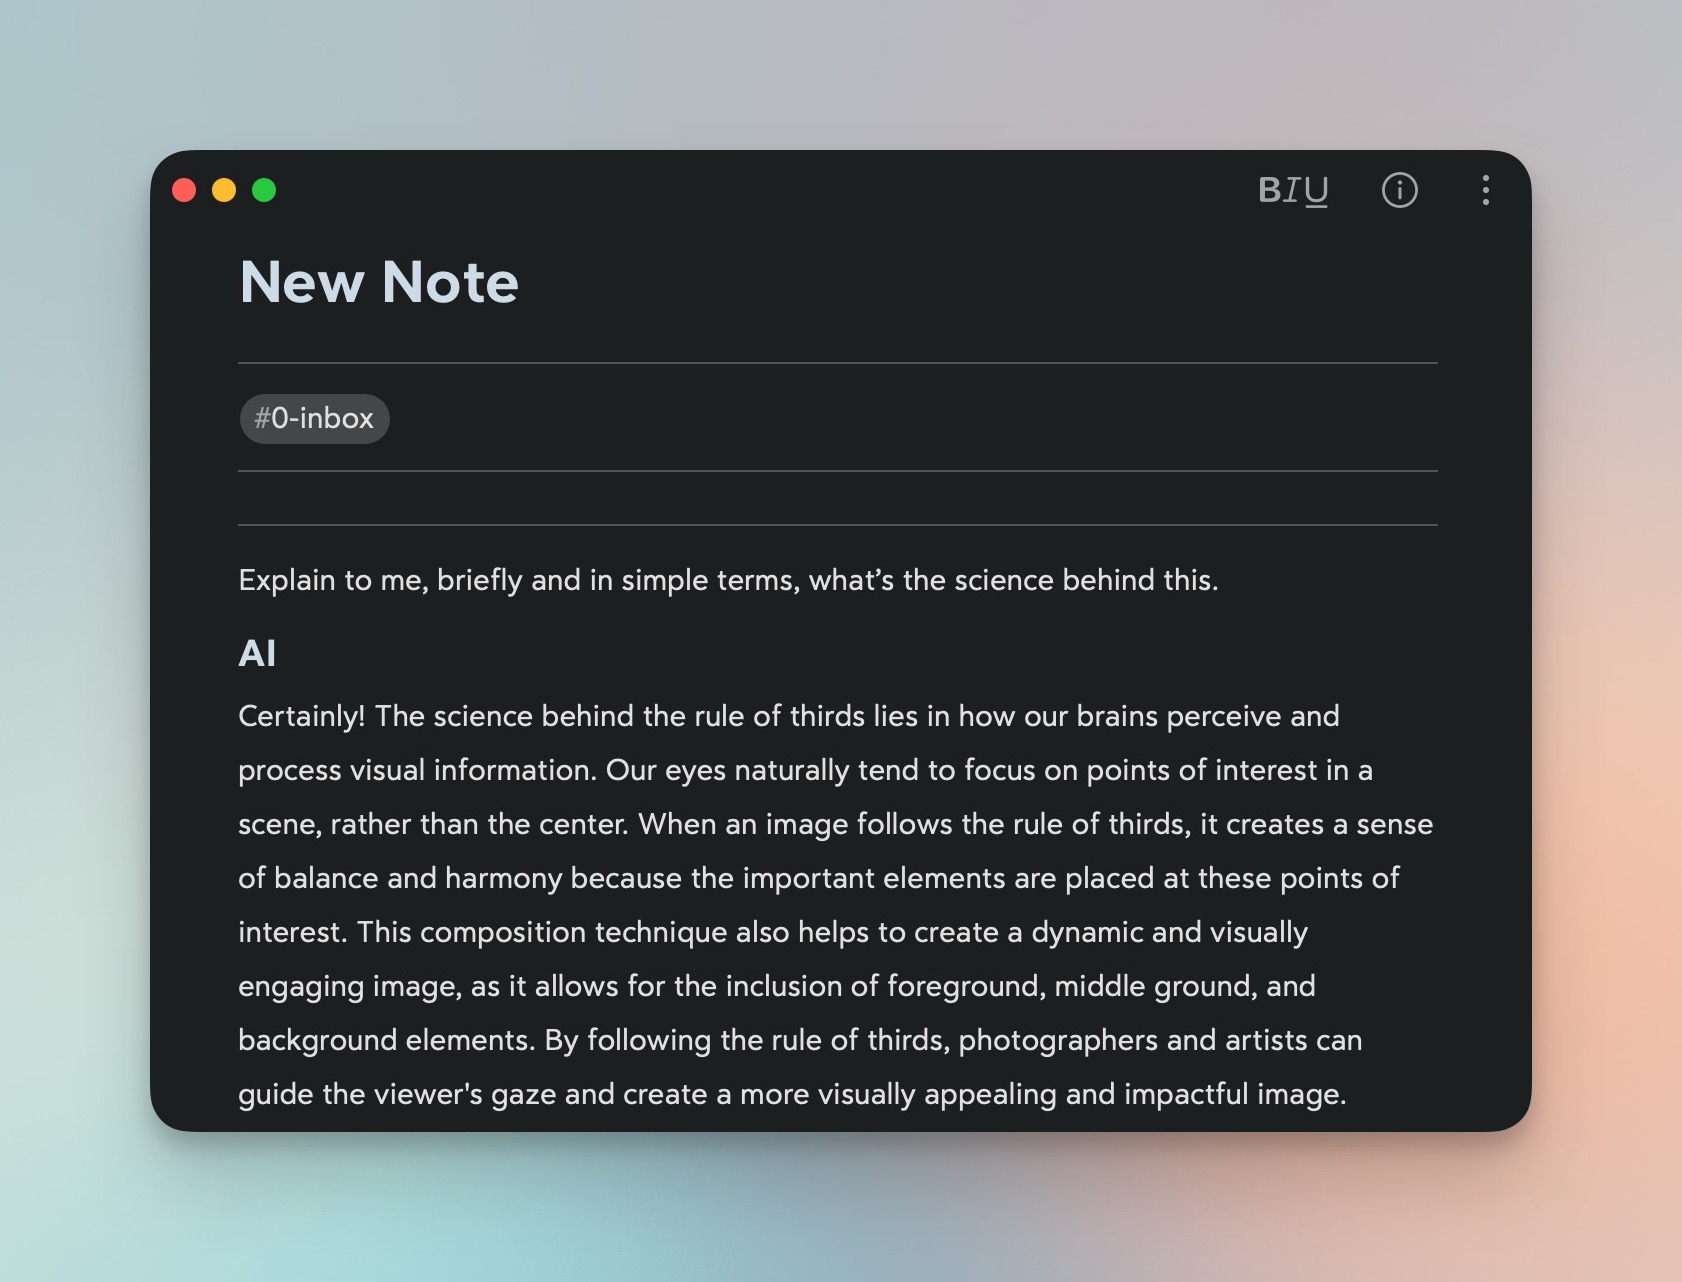 BIU
New Note
#0-inbox
Explain to me, briefly and in simple terms, what’s the science behind this.
AI
Certainly! The science behind the rule of thirds lies in how our brains perceive and
process visual information. Our eyes naturally tend to focus on points of interest in a
scene, rather than the center. When an image follows the rule of thirds, it creates a sense
of balance and harmony because the important elements are placed at these points of
interest. This composition technique also helps to create a dynamic and visually
engaging image, as it allows for the inclusion of foreground, middle ground, and
background elements. By following the rule of thirds, photographers and artists can
guide the viewer's gaze and create a more visually appealing and impactful image.